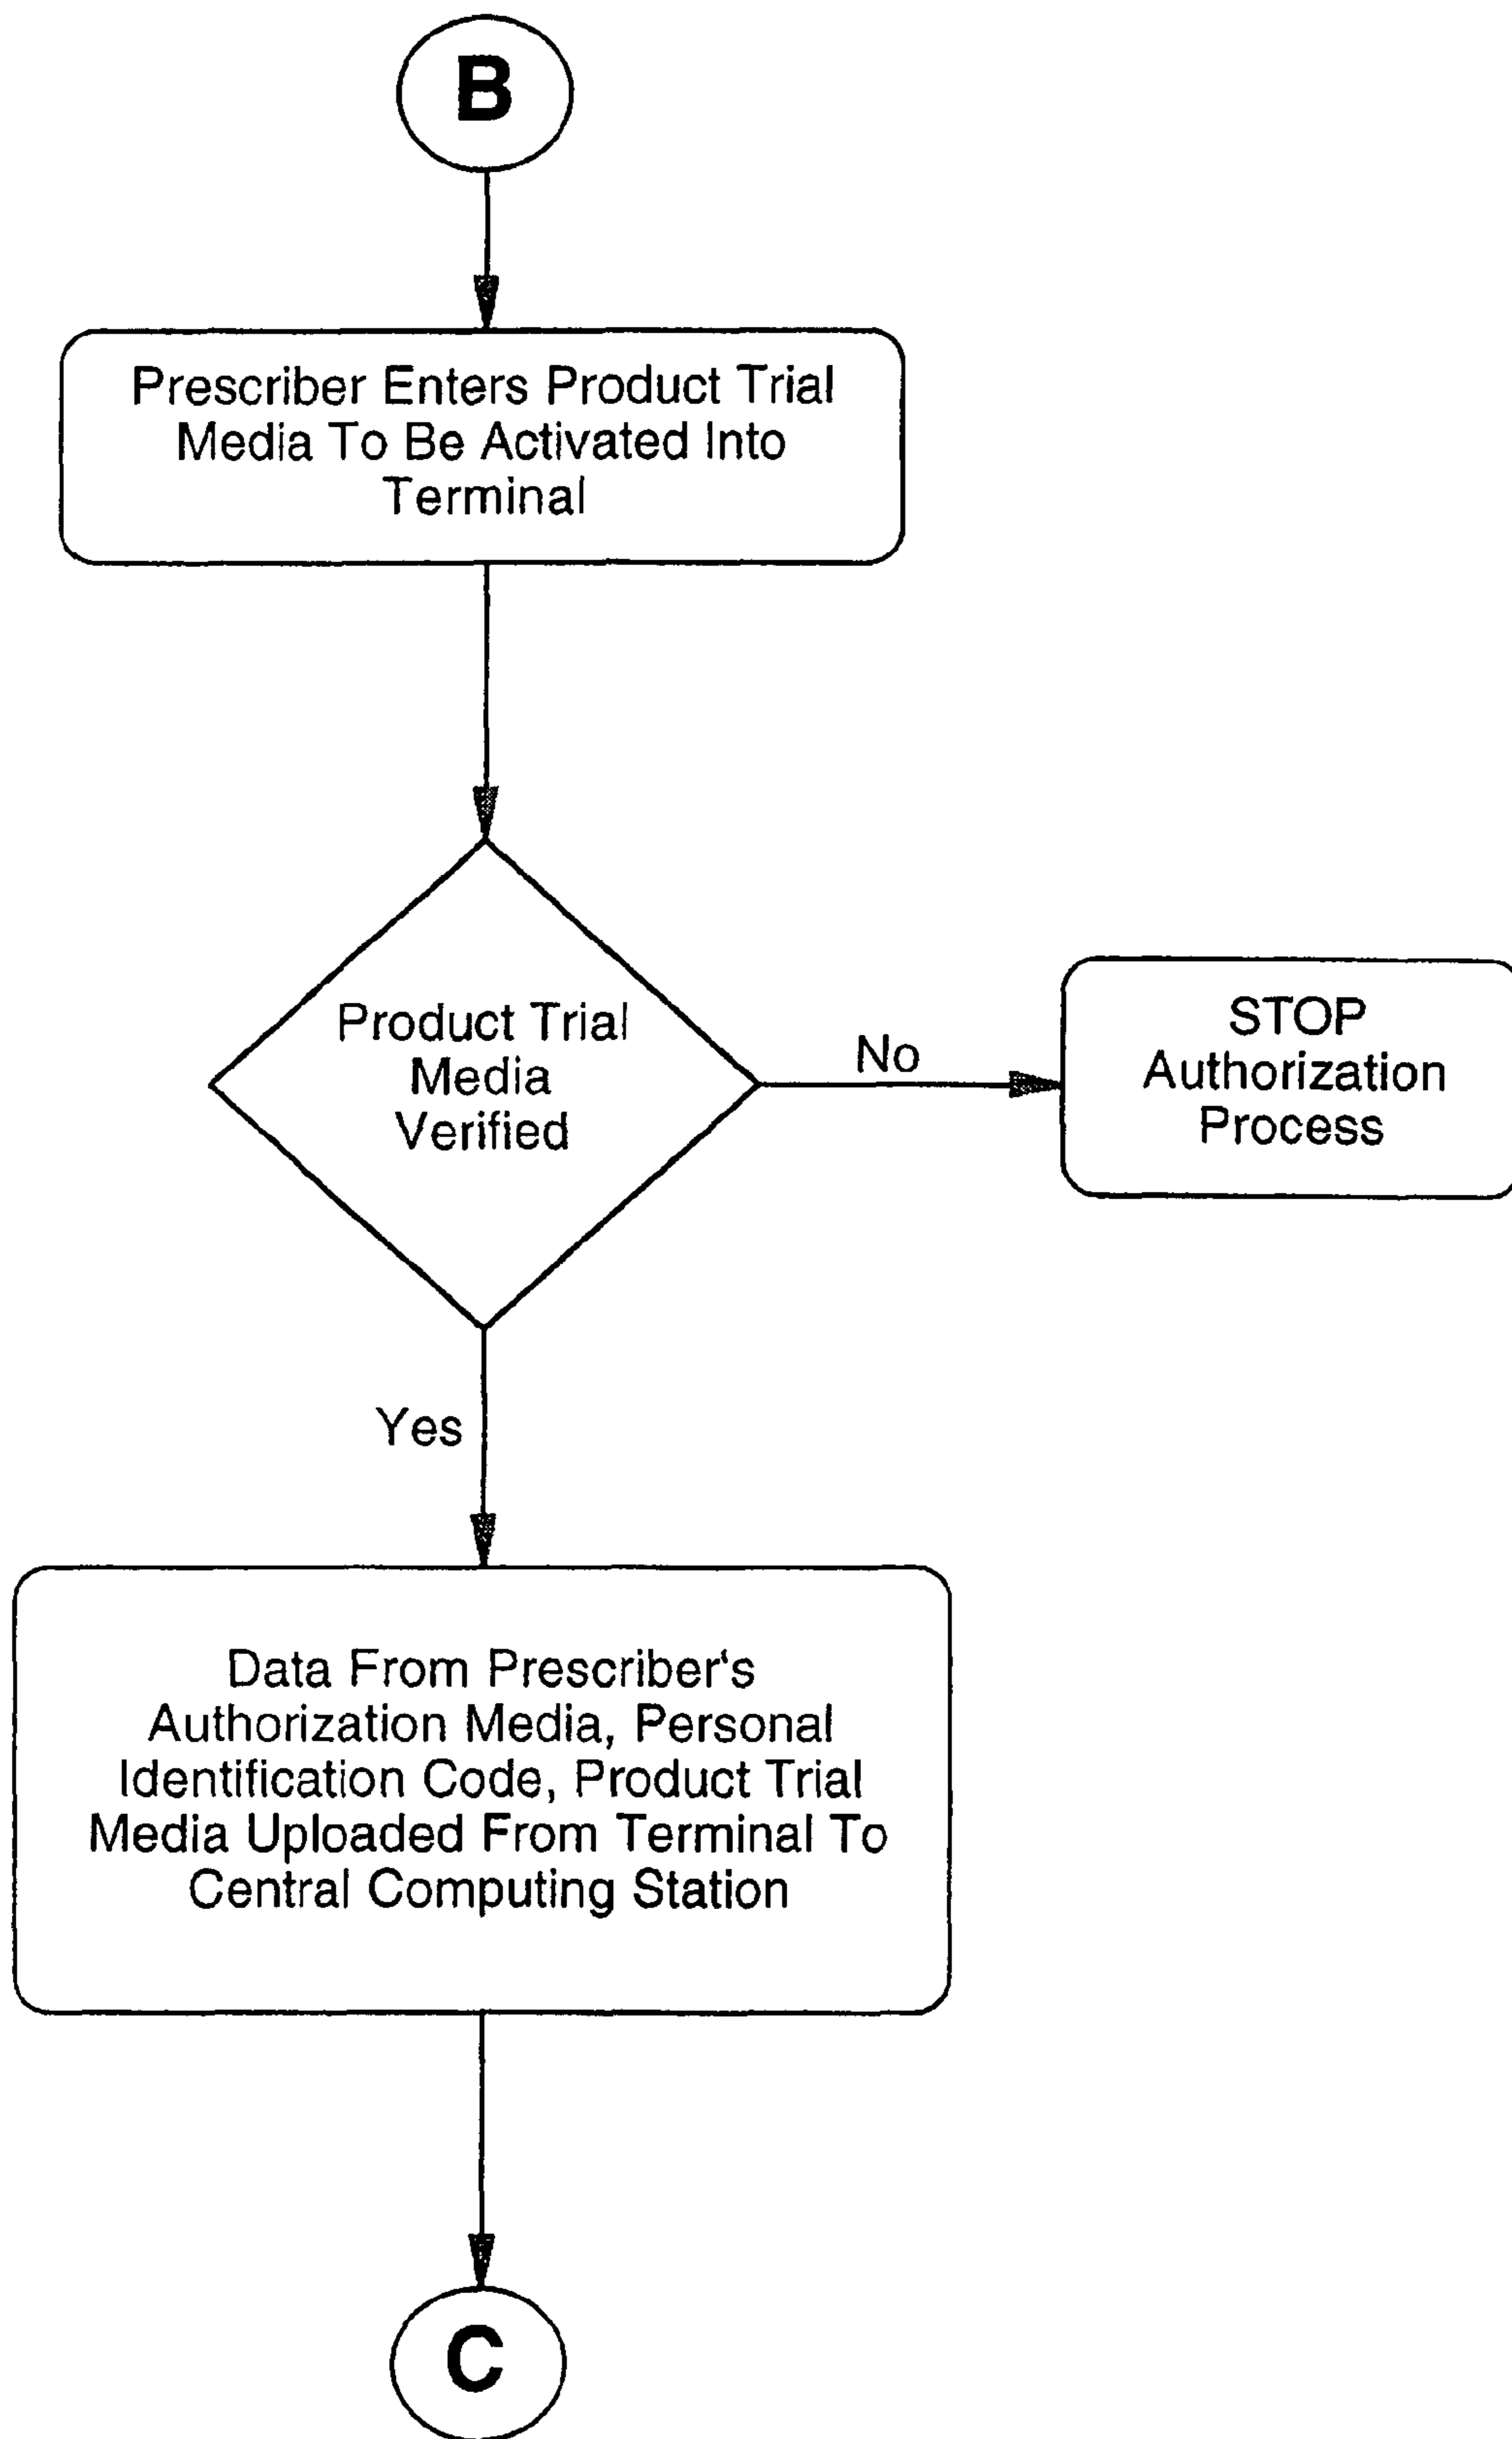 B
Prescriber Enters Product Trial
Media To Be Activated Into
Terminal
Product Trial
Media
Verified
No
STOP
Authorization
Process
Yes
Data From Prescriber's
Authorization Media, Personal
Identification Code, Product Trial
Media Uploaded From Terminal To
Central Computing Station
C